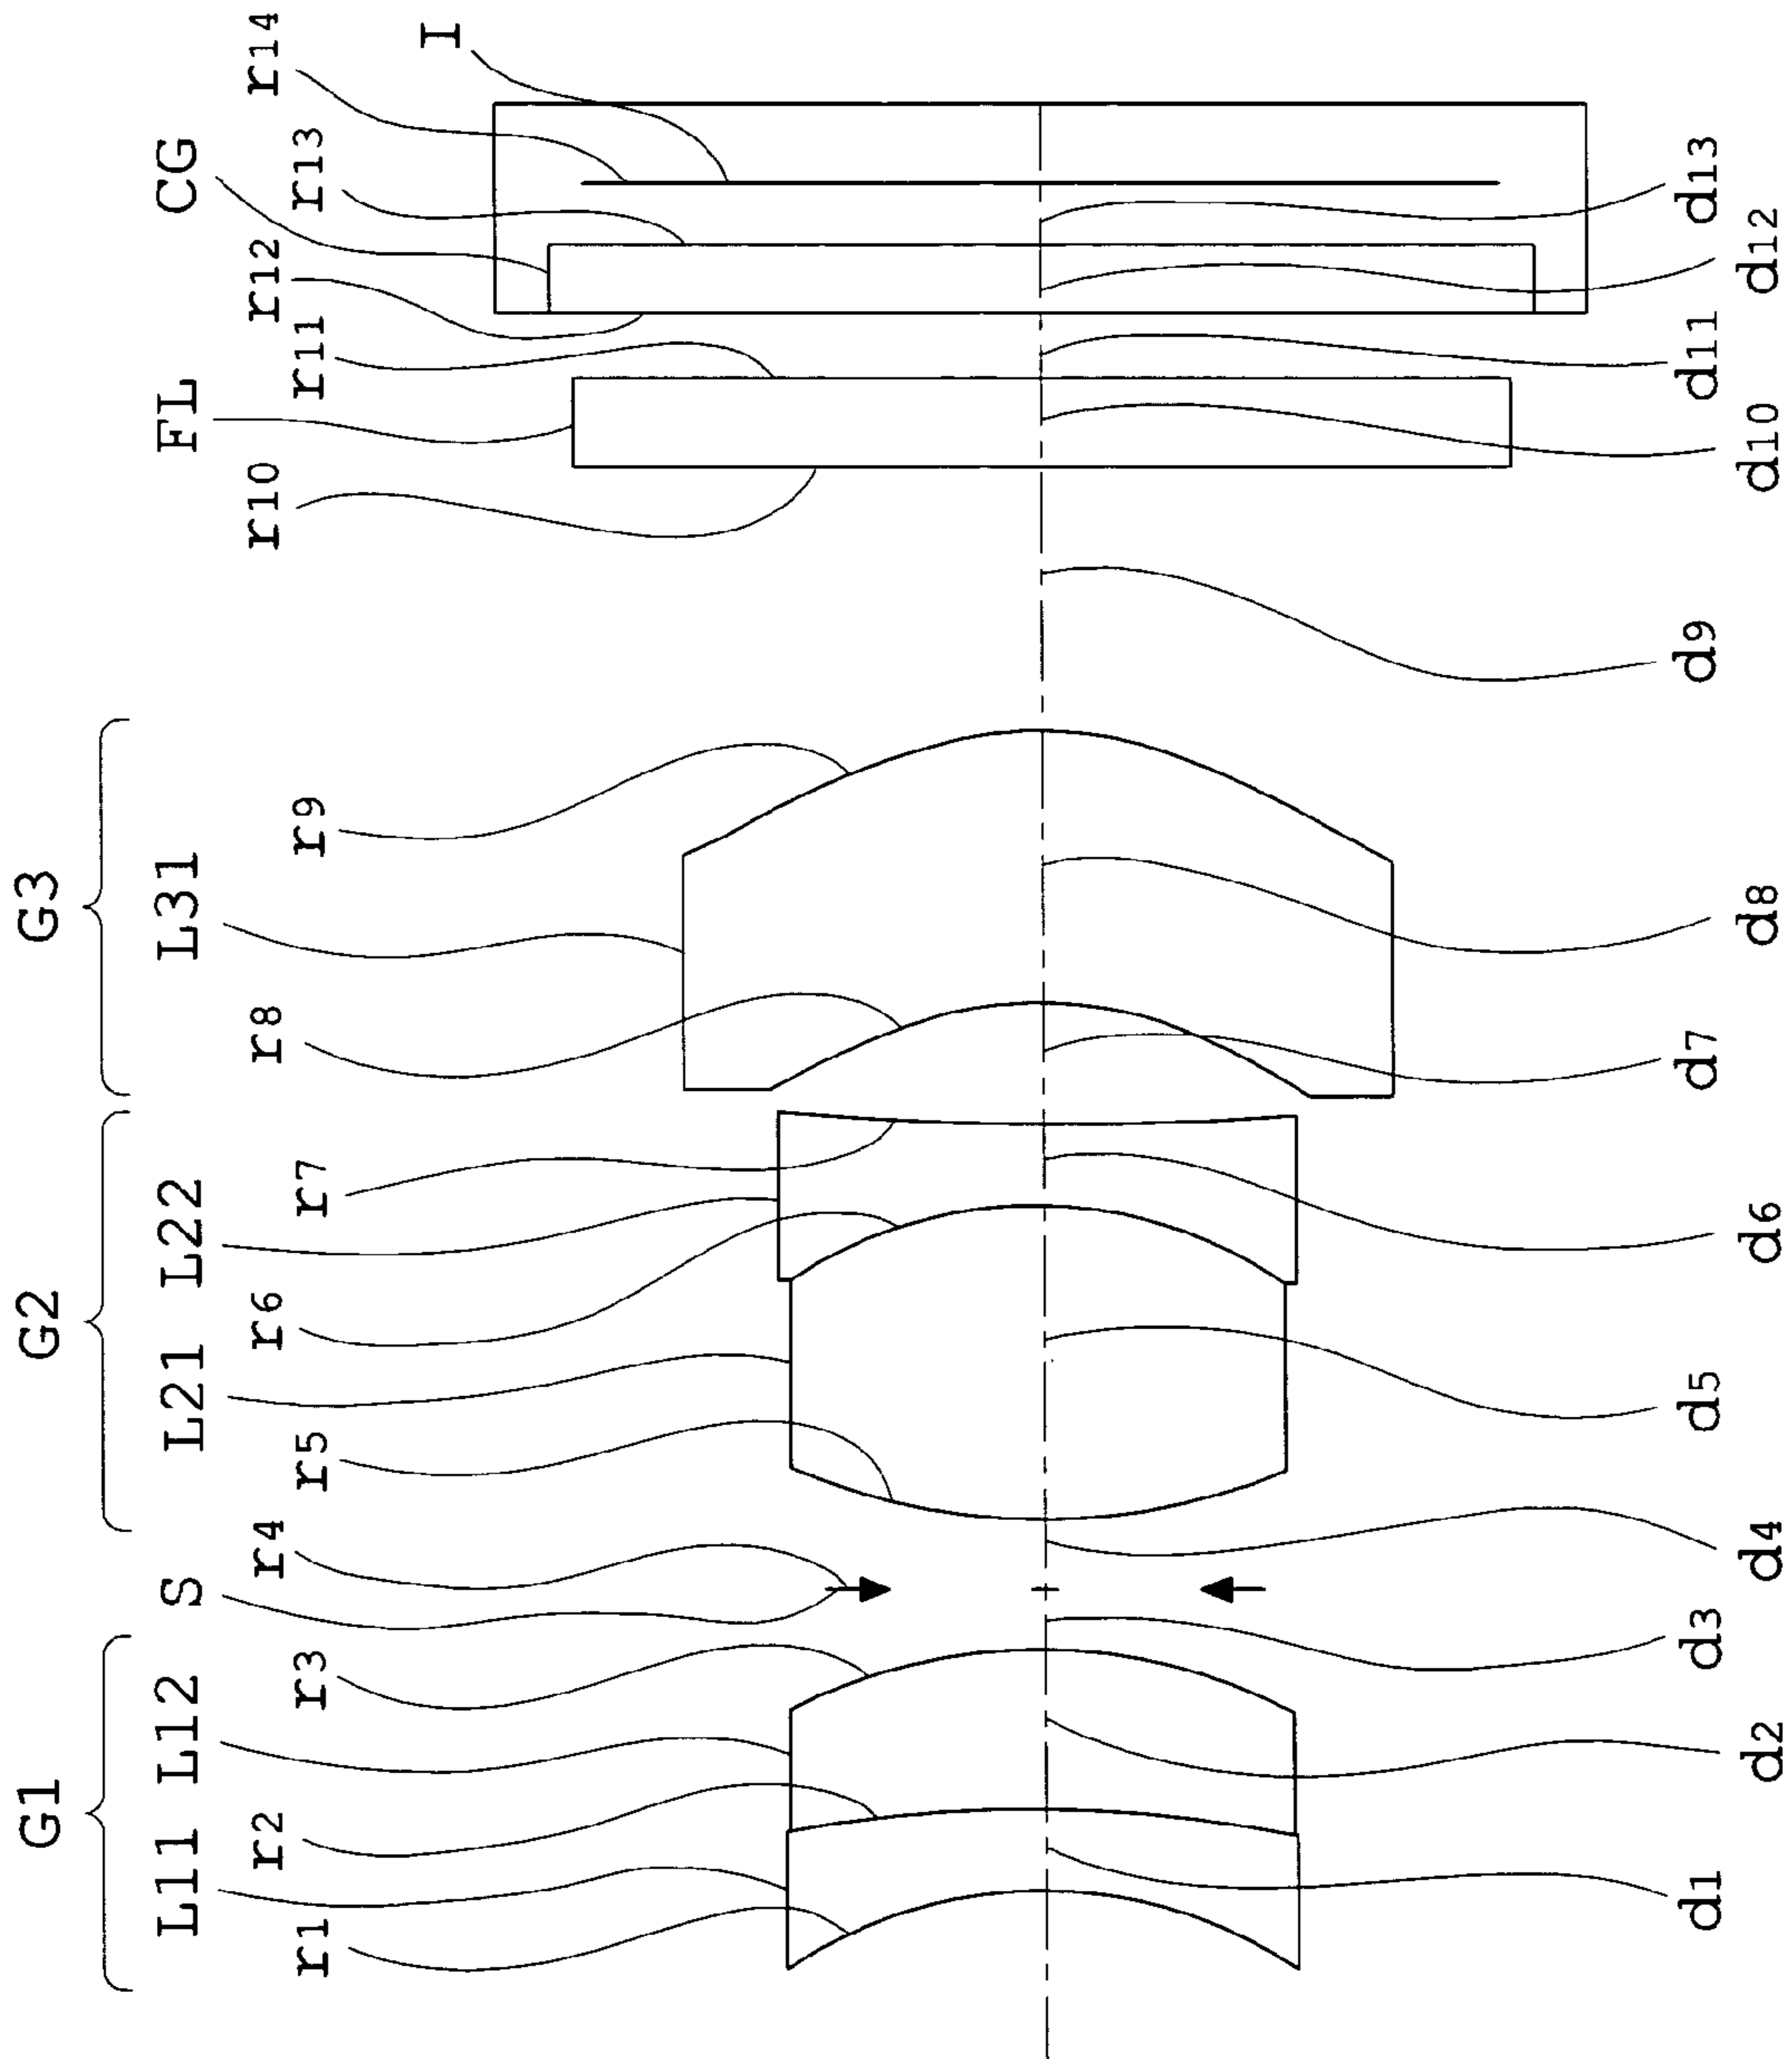 G1 G2 G3
L11 L12 S L21 L22 L31 FL CG
r1 r2 r3 r4 r5 r6 r7 r8 r9 r10 r11 r12 r13 r14 I
d1 d2 d3 d4 d5 d6 d7 d8 d9 d10 d11 d12 d13